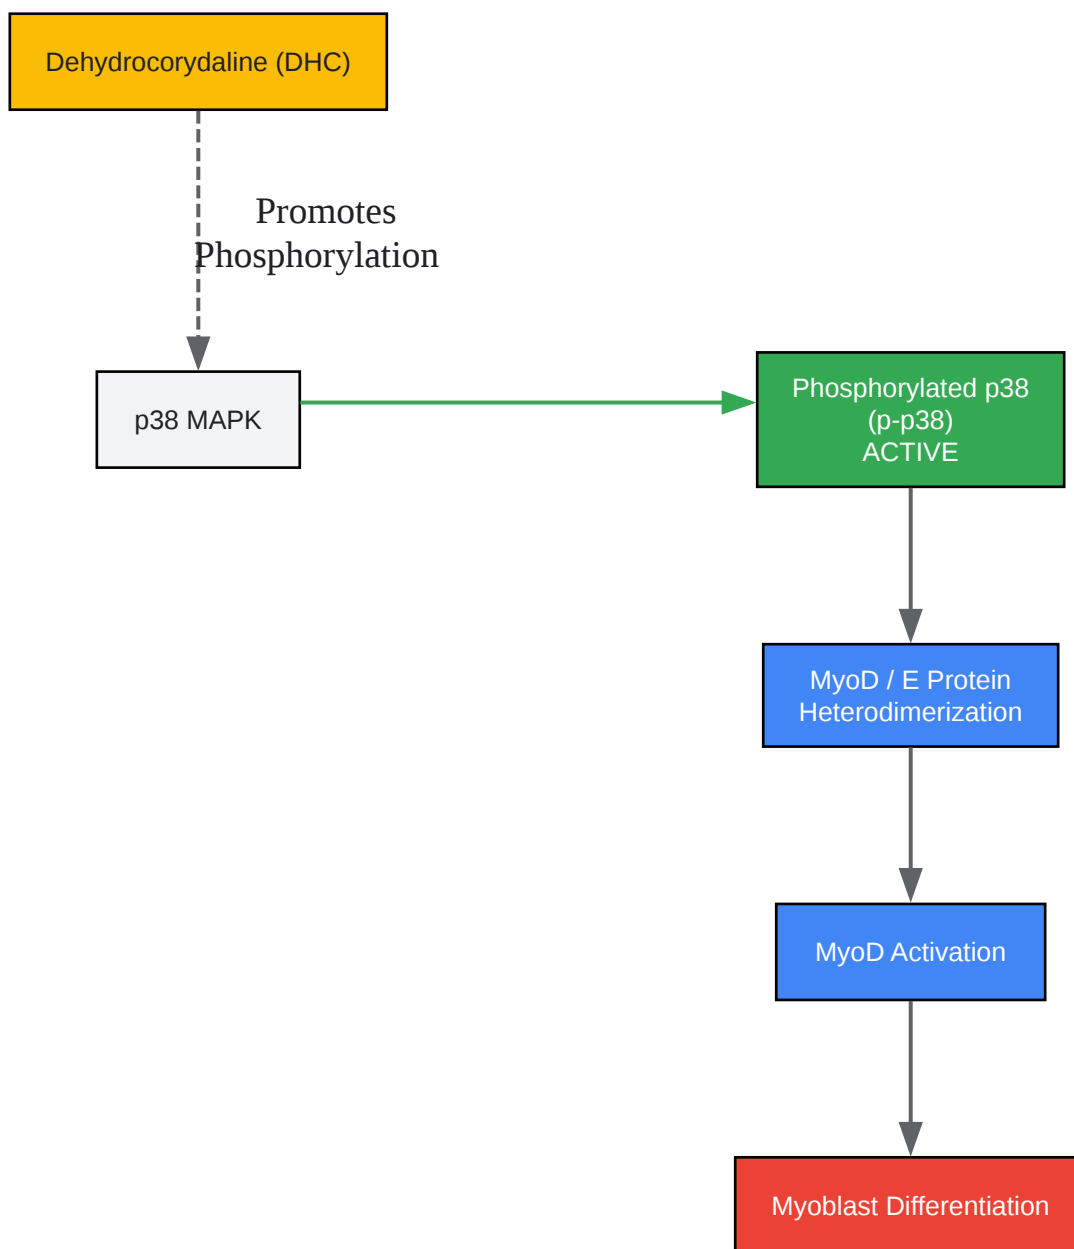 Dehydrocorydaline (DHC)
Promotes
Phosphorylation
p38 MAPK
Phosphorylated p38
(p-p38)
ACTIVE
MyoD / E Protein
Heterodimerization
MyoD Activation
Myoblast Differentiation